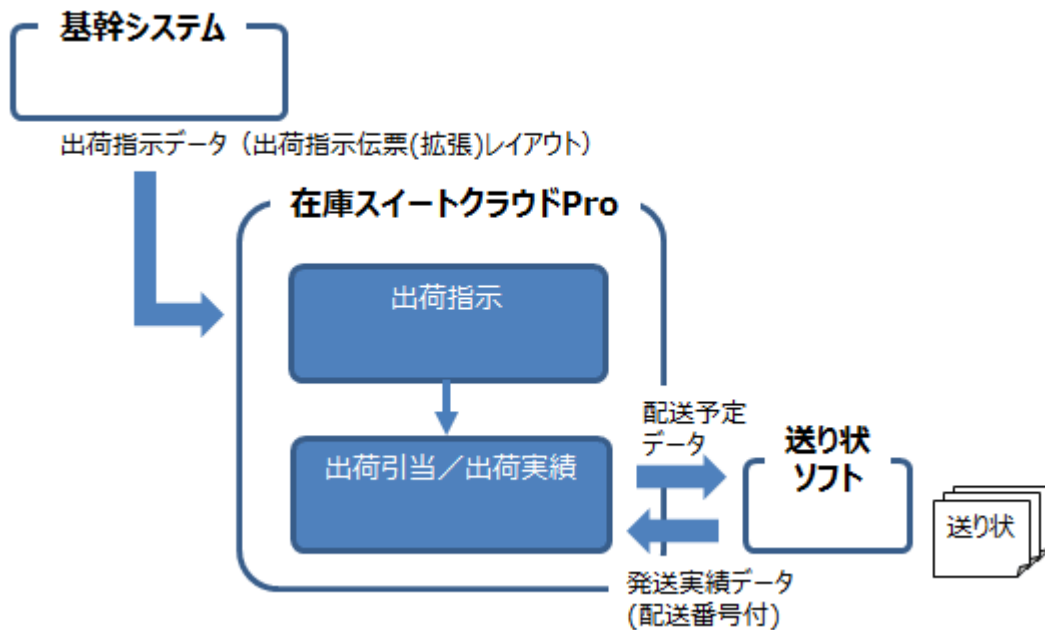 基幹システム
出荷指示データ（出荷指示伝票(拡張)レイアウト）
在庫スイートクラウドPro
出荷指示
出荷引当／出荷実績
配送予定
データ
送り状
ソフト
送り状
発送実績データ
(配送番号付)